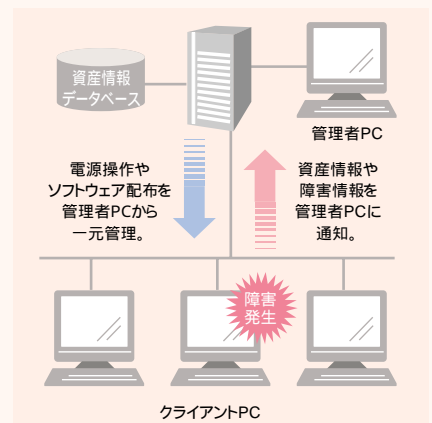 資産情報
データベース
管理者PC
電源操作や
ソフトウェア配布を
管理者PCから
一元管理。
資産情報や
障害情報を
管理者PCに
通知。
障害
発生
クライアントPC